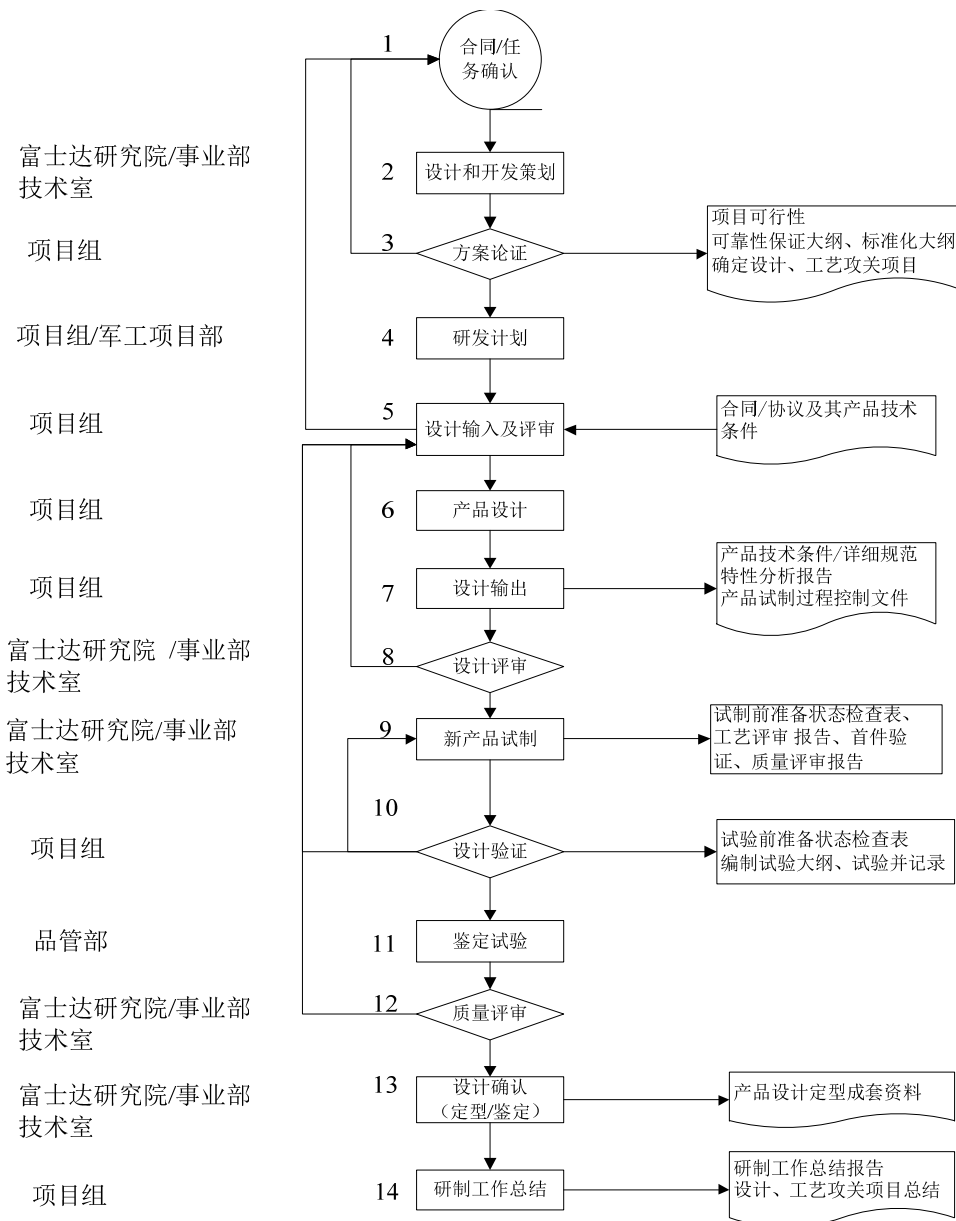 1
合同/任
务确认
富士达研究院/事业部
技术室
2
设计和开发策划
项目组
3
方案论证
项目可行性
可靠性保证大纲、标准化大纲
确定设计、工艺攻关项目
项目组/军工项目部
4
研发计划
项目组
5
设计输入及评审
合同/协议及其产品技术
条件
项目组
6
产品设计
项目组
7
设计输出
产品技术条件/详细规范
特性分析报告
产品试制过程控制文件
富士达研究院 /事业部
技术室
8
设计评审
富士达研究院/事业部
技术室
9
新产品试制
试制前准备状态检查表、
工艺评审 报告、首件验
证、质量评审报告
10
项目组
设计验证
试验前准备状态检查表
编制试验大纲、试验并记录
品管部
11
鉴定试验
富士达研究院/事业部
技术室
12
质量评审
富士达研究院/事业部
技术室
13
设计确认
（定型/鉴定）
产品设计定型成套资料
项目组
14
研制工作总结
研制工作总结报告
设计、工艺攻关项目总结